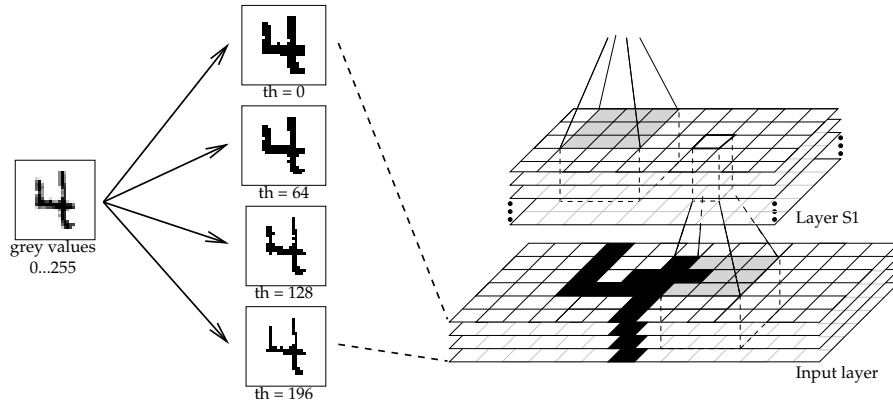 th = 0
th = 64
grey values
0...255
th = 128
th = 196
Layer S1
Input layer